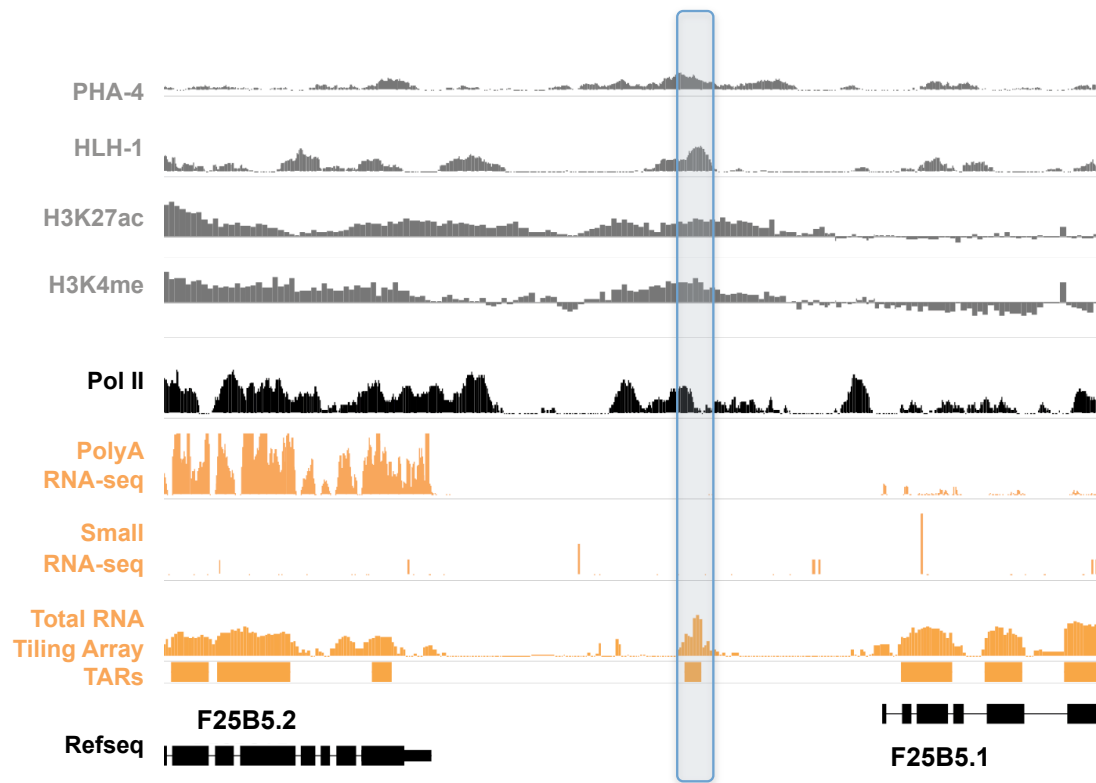 PHA-4
HLH-1
H3K27ac
H3K4me
Pol II
PolyA
RNA-seq
Small
RNA-seq
Total RNA
Tiling Array
TARs
F25B5.2
Refseq
F25B5.1